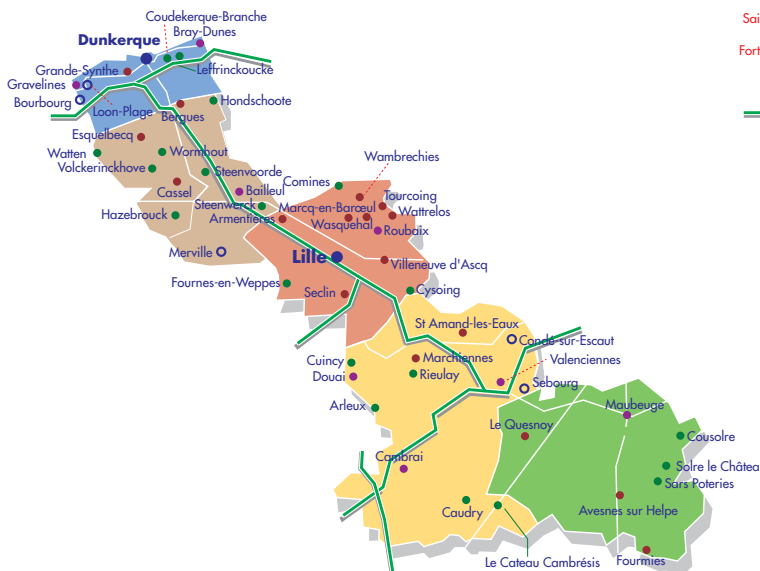 Coudekerque-Branche
Bray-Dunes
Dunkerque
Grande-Synthe
Leffrinckoucke
Gravelines
Bourbourg
Loon-Plage
Hondschoote
Bergues
Esquelbecq
Watten
Wormhout
Volckerinckhove
Steenvoorde
Cassel
Bailleul
Hazebrouck
Steenwerck
Armentières
Merville
Comines
Wambrechies
Tourcoing
Marcq-en-Barœul
Wattrelos
Wasquehal
Roubaix
Lille
Villeneuve d'Ascq
Fournes-en-Weppes
Seclin
Cysoing
St Amand-les-Eaux
Condé-sur-Escaut
Cuincy
Marchiennes
Valenciennes
Douai
Rieulay
Sebourg
Arleux
Maubeuge
Le Quesnoy
Cousolre
Cambrai
Solre le Châtea
Sars Poteries
Caudry
Avesnes sur Helpe
Le Cateau Cambrésis
Fourmies
Sai
Fort